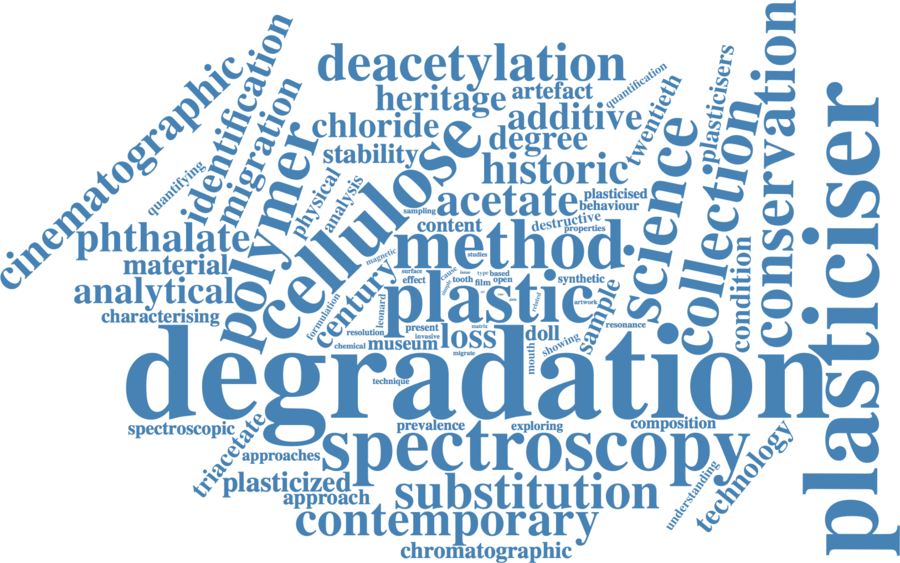 cinematographic
identification
migration
quantifying
deacetylation
heritage
artefact
quantification
chloride
additive
twentieth
plasticisers
conservation
stability
degree
physical
analysis
cellulose
historic
science
collection
plasticiser
polymer
acetate
plasticised
behaviour
sampling
content
destructive
properties
phthalate
method
material
magnetic
studies
analytical
century
surface
effect
cause
tooth
film
type
based
open
synthetic
condition
characterising
formulation
leonard
plastic
related
artwork
sample
resolution
present
invasive
matrix
resonance
chemical
museum
loss
migrate
doll
mouth
showing
degradation
technique
spectroscopic
triacetate
prevalence
exploring
composition
approaches
spectroscopy
technology
understanding
plasticized
approach
substitution
contemporary
chromatographic